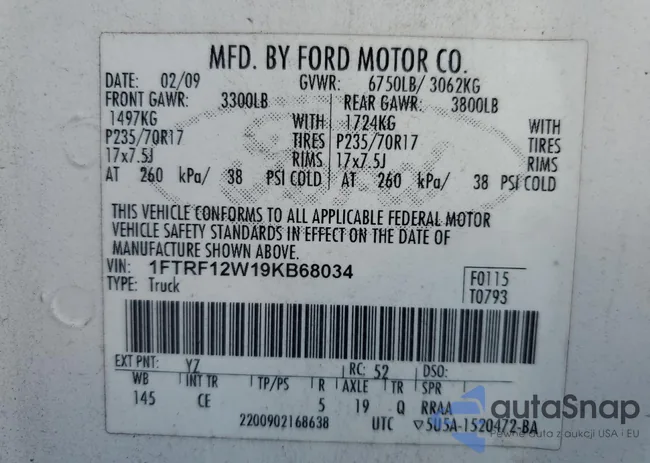 MFD. BY FORD MOTOR CO.
DATE: 02/09 GVWR: 6750LB/ 3062KG
FRONT GAWR: 3300LB REAR GAWR: 3800LB
1497KG WITH 1724KG WITH
P235/70R17 TIRES P235/70R17 TIRES
17x7.5J RIMS 17x7.5J RIMS
AT 260 kPa/ 38 PSI COLD AT 260 kPa/ 38 PSI COLD
THIS VEHICLE CONFORMS TO ALL APPLICABLE FEDERAL MOTOR
VEHICLE SAFETY STANDARDS IN EFFECT ON THE DATE OF
MANUFACTURE SHOWN ABOVE.
VIN: 1FTRF12W19KB68034 F0115
TYPE: Truck T0793
EXT PNT: YZ RC: 52 DSO:
WB INT TR TP/PS R AXLE TR SPR
145 CE 5 19 Q RRAA
2200902168638 UTC ▽5U5A-1520472-BA
autoSnap
Pewne auta z aukcji USA i EU